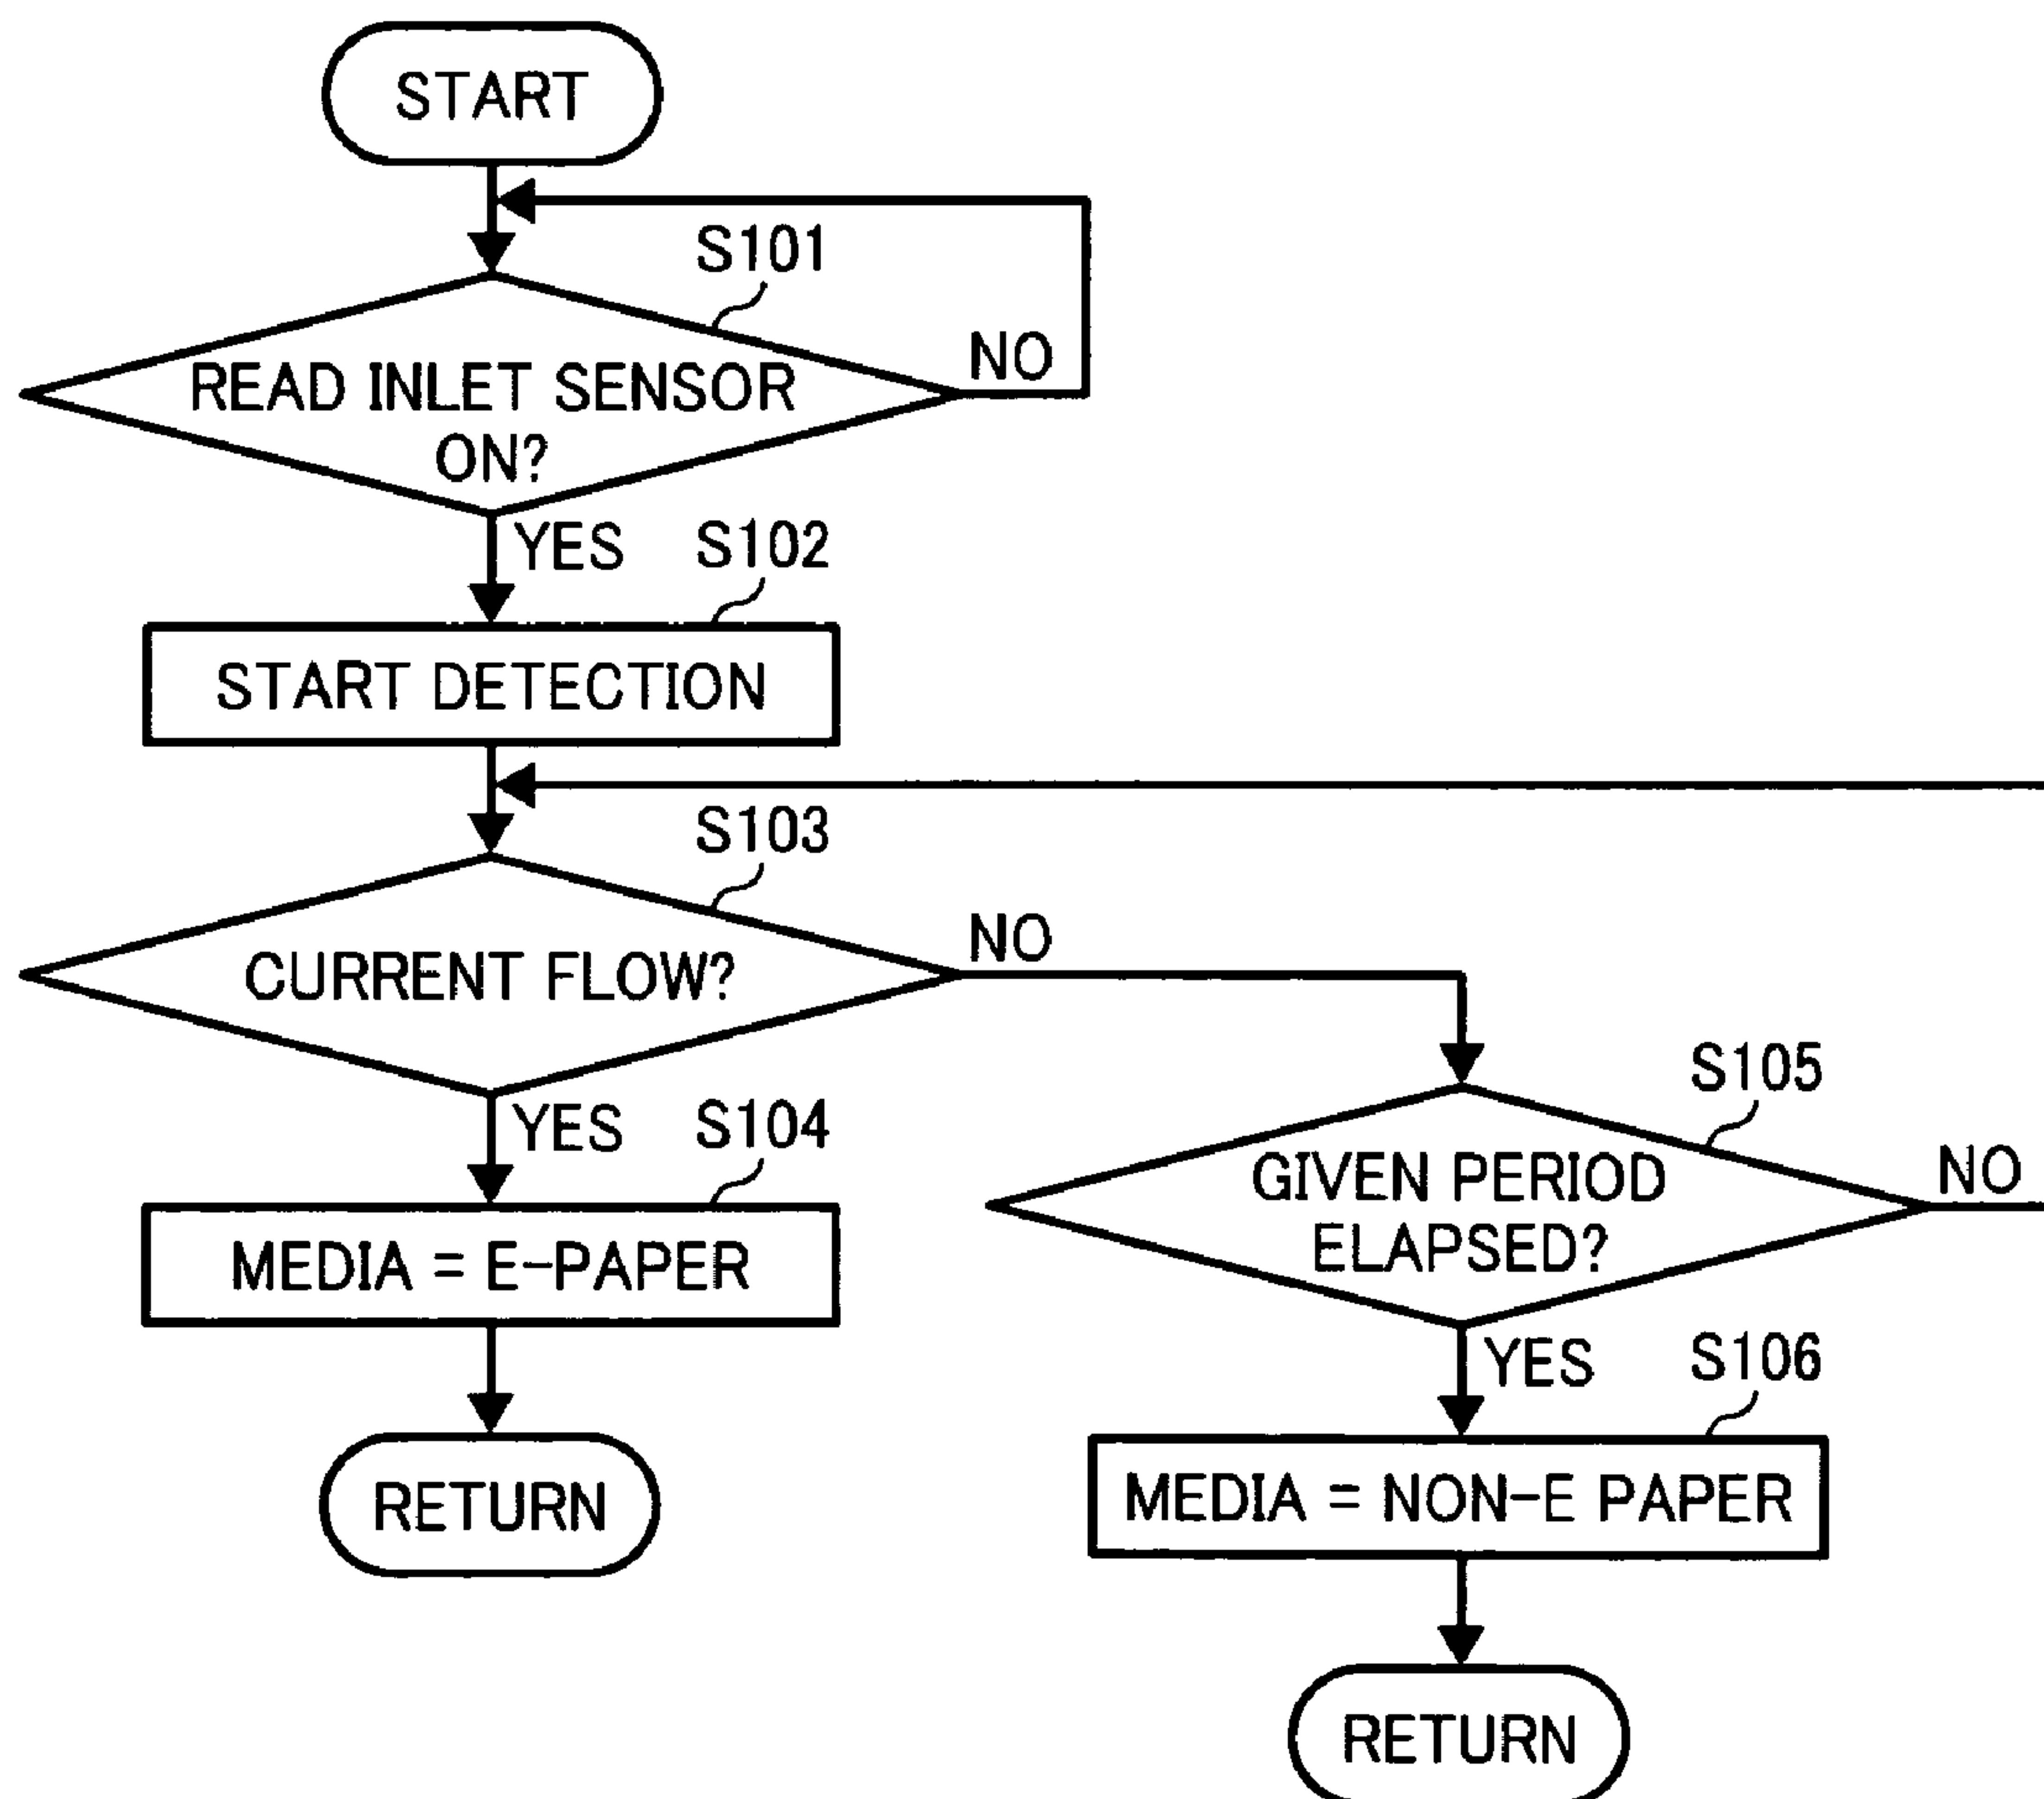 START
S101
READ INLET SENSOR
ON?
NO
YES
S102
START DETECTION
S103
CURRENT FLOW?
NO
YES
S104
MEDIA = E-PAPER
RETURN
S105
GIVEN PERIOD
ELAPSED?
NO
YES
S106
MEDIA = NON-E PAPER
RETURN